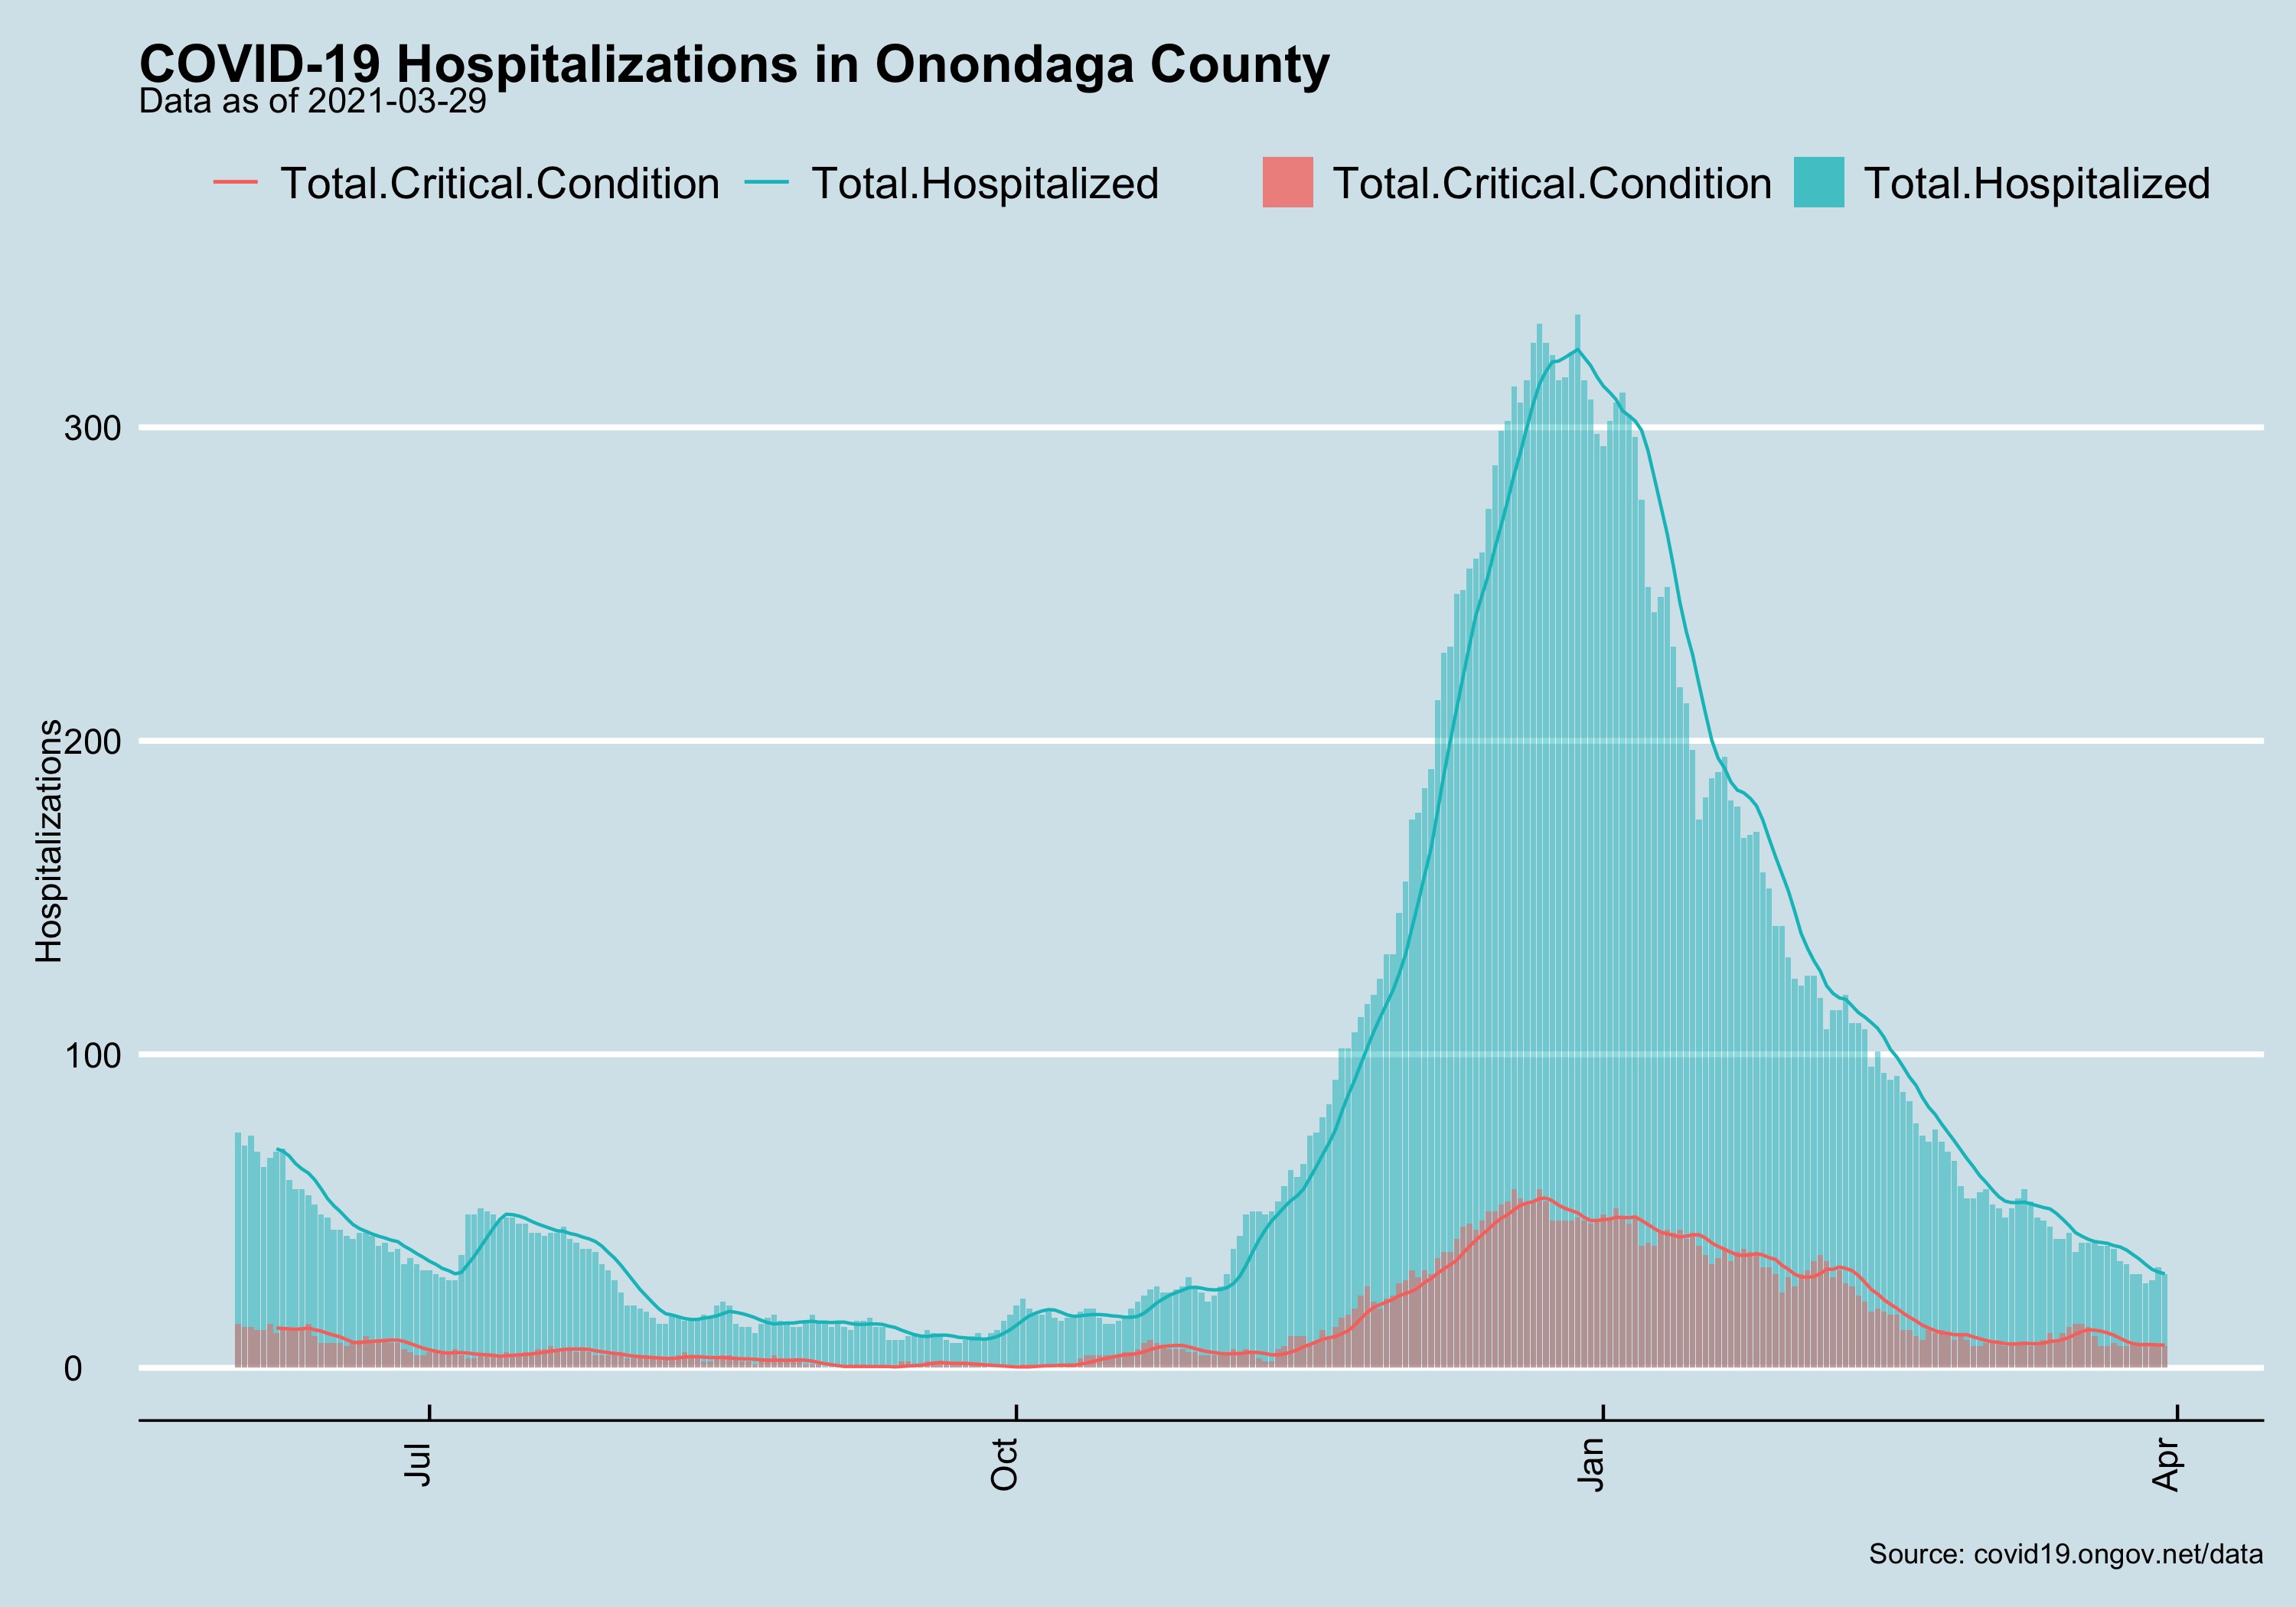 COVID-19 Hospitalizations in Onondaga County
Data as of 2021-03-29
Total.Critical.Condition Total.Hospitalized Total.Critical.Condition Total.Hospitalized
Hospitalizations
300
200
100
0
Jul Oct Jan Apr
Source: covid19.ongov.net/data